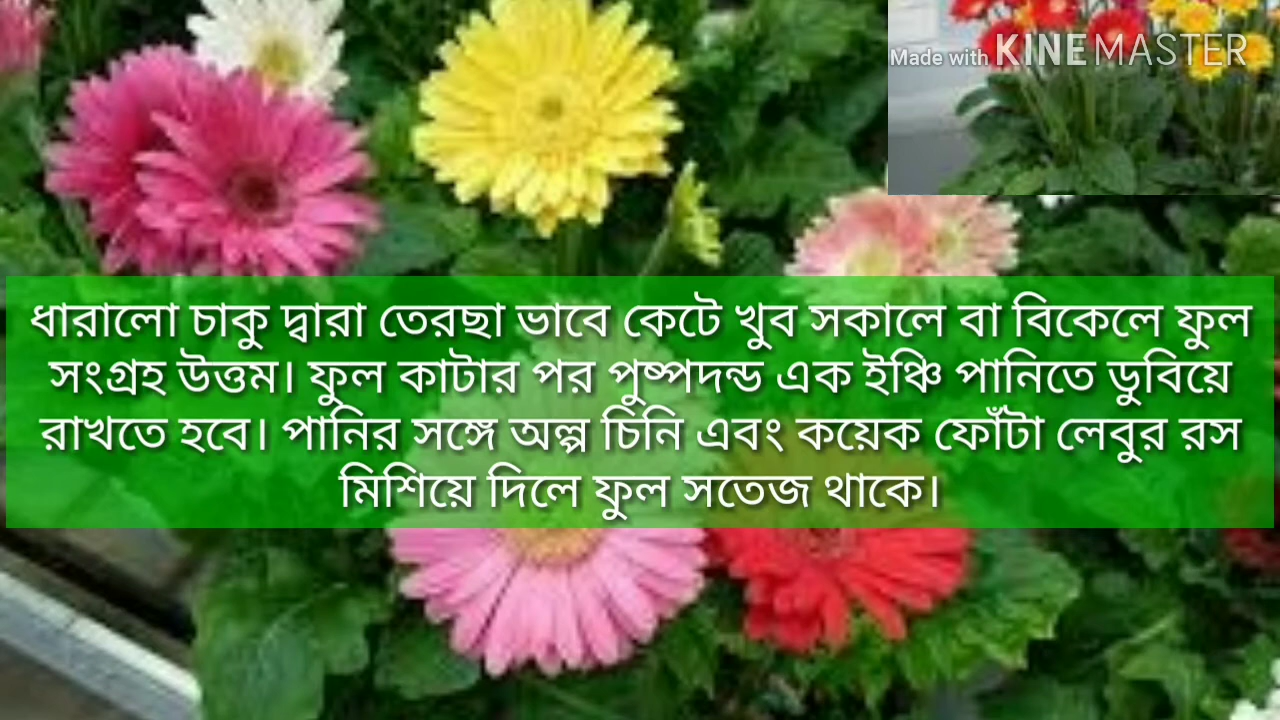 Made with KINEMASTER
ধারালো চাকু দ্বারা তেরছা ভাবে কেটে খুব সকালে বা বিকেলে ফুল
সংগ্রহ উত্তম। ফুল কাটার পর পুষ্পদন্ড এক ইঞ্চি পানিতে ডুবিয়ে
রাখতে হবে। পানির সঙ্গে অল্প চিনি এবং কয়েক ফোঁটা লেবুর রস
মিশিয়ে দিলে ফুল সতেজ থাকে।